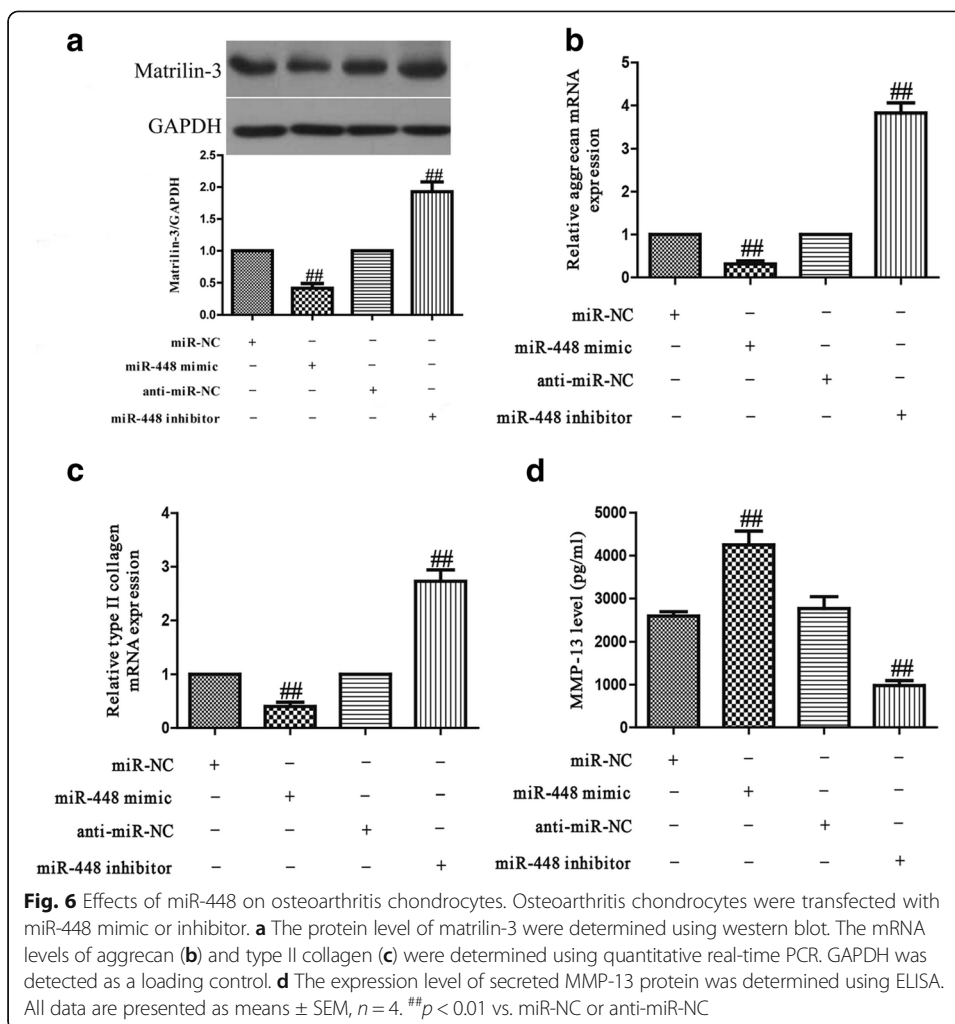 a
Matrilin-3
GAPDH
Matrilin-3/GAPDH
2.5
2.0
1.5
1.0
0.5
0.0
##
##
miR-NC + − − −
miR-448 mimic − + − −
anti-miR-NC − − + −
miR-448 inhibitor − − − +
b
Relative aggrecan mRNA
expression
5
4
3
2
1
0
##
##
miR-NC + − − −
miR-448 mimic − + − −
anti-miR-NC − − + −
miR-448 inhibitor − − − +
c
Relative type II collagen
mRNA expression
4
3
2
1
0
##
##
miR-NC + − − −
miR-448 mimic − + − −
anti-miR-NC − − + −
miR-448 inhibitor − − − +
d
MMP-13 level (pg/ml)
5000
4000
3000
2000
1000
0
##
##
miR-NC + − − −
miR-448 mimic − + − −
anti-miR-NC − − + −
miR-448 inhibitor − − − +
Fig. 6 Effects of miR-448 on osteoarthritis chondrocytes. Osteoarthritis chondrocytes were transfected with
miR-448 mimic or inhibitor. a The protein level of matrilin-3 were determined using western blot. The mRNA
levels of aggrecan (b) and type II collagen (c) were determined using quantitative real-time PCR. GAPDH was
detected as a loading control. d The expression level of secreted MMP-13 protein was determined using ELISA.
All data are presented as means ± SEM, n = 4. ##p < 0.01 vs. miR-NC or anti-miR-NC